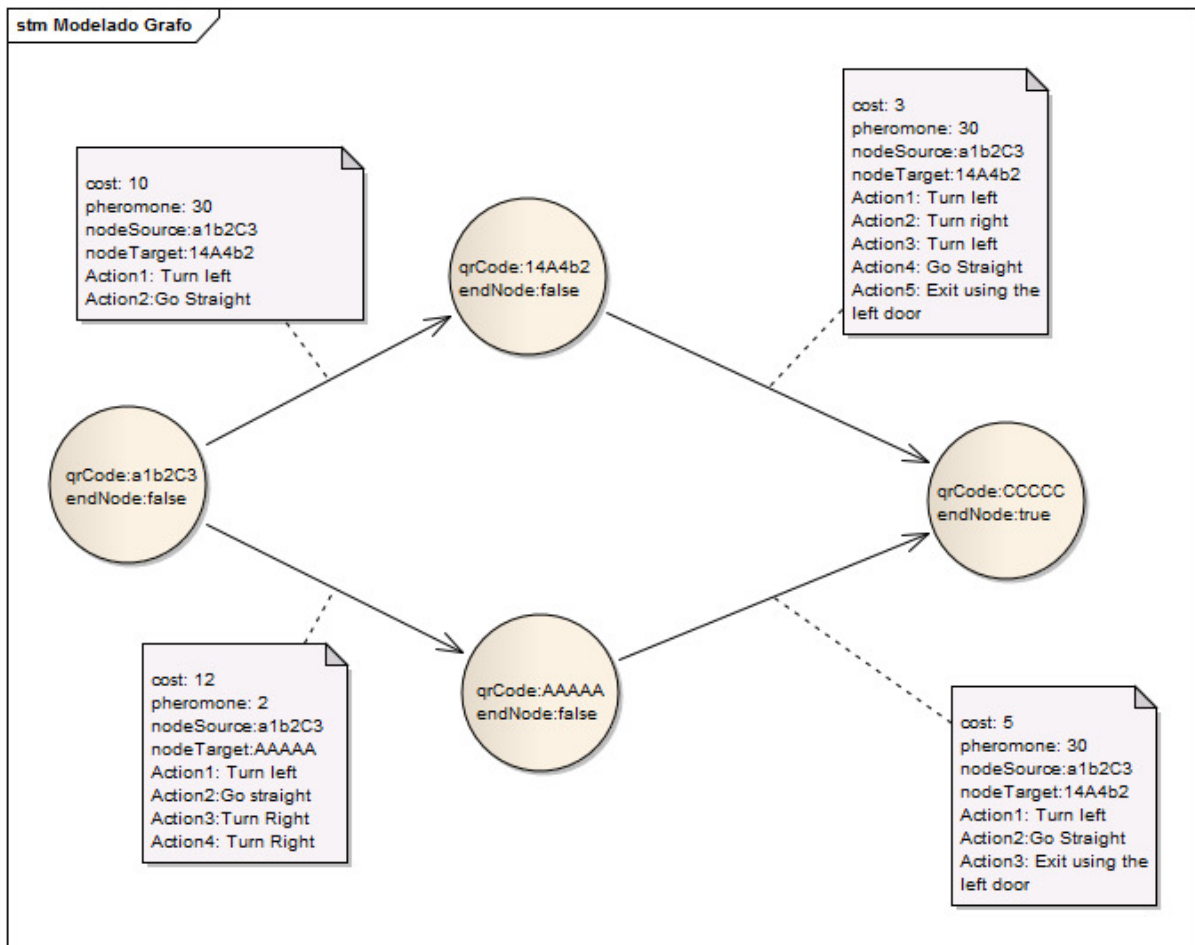 stm Modelado Grafo
cost: 10
pheromone: 30
nodeSource:a1b2C3
nodeTarget:14A4b2
Action1: Turn left
Action2:Go Straight
qrCode:14A4b2
endNode:false
cost: 3
pheromone: 30
nodeSource:a1b2C3
nodeTarget:14A4b2
Action1: Turn left
Action2: Turn right
Action3: Turn left
Action4: Go Straight
Action5: Exit using the
left door
qrCode:a1b2C3
endNode:false
qrCode:CCCCC
endNode:true
cost: 12
pheromone: 2
nodeSource:a1b2C3
nodeTarget:AAAAA
Action1: Turn left
Action2:Go straight
Action3:Turn Right
Action4: Turn Right
qrCode:AAAAA
endNode:false
cost: 5
pheromone: 30
nodeSource:a1b2C3
nodeTarget:14A4b2
Action1: Turn left
Action2:Go Straight
Action3: Exit using the
left door